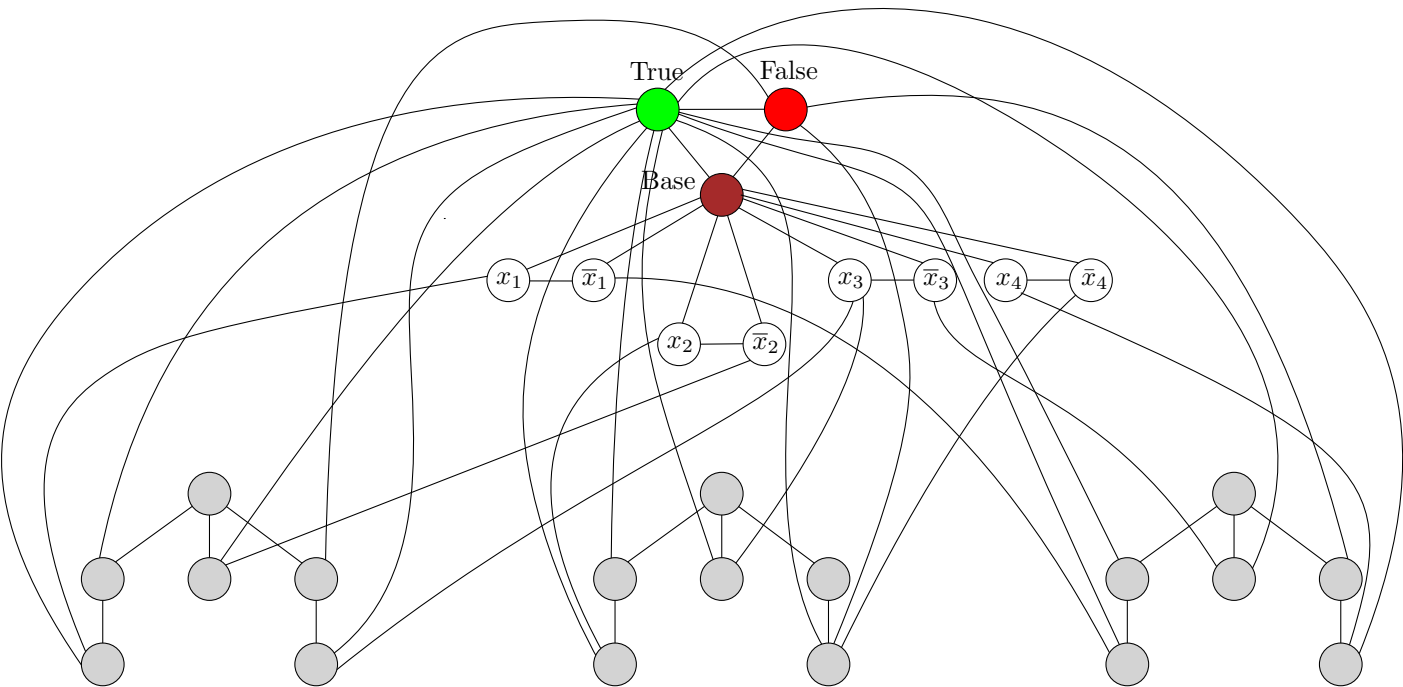 True False
Base
x₁ x̅₁ x₃ x̅₃ x₄ x̄₄
x₂ x̅₂